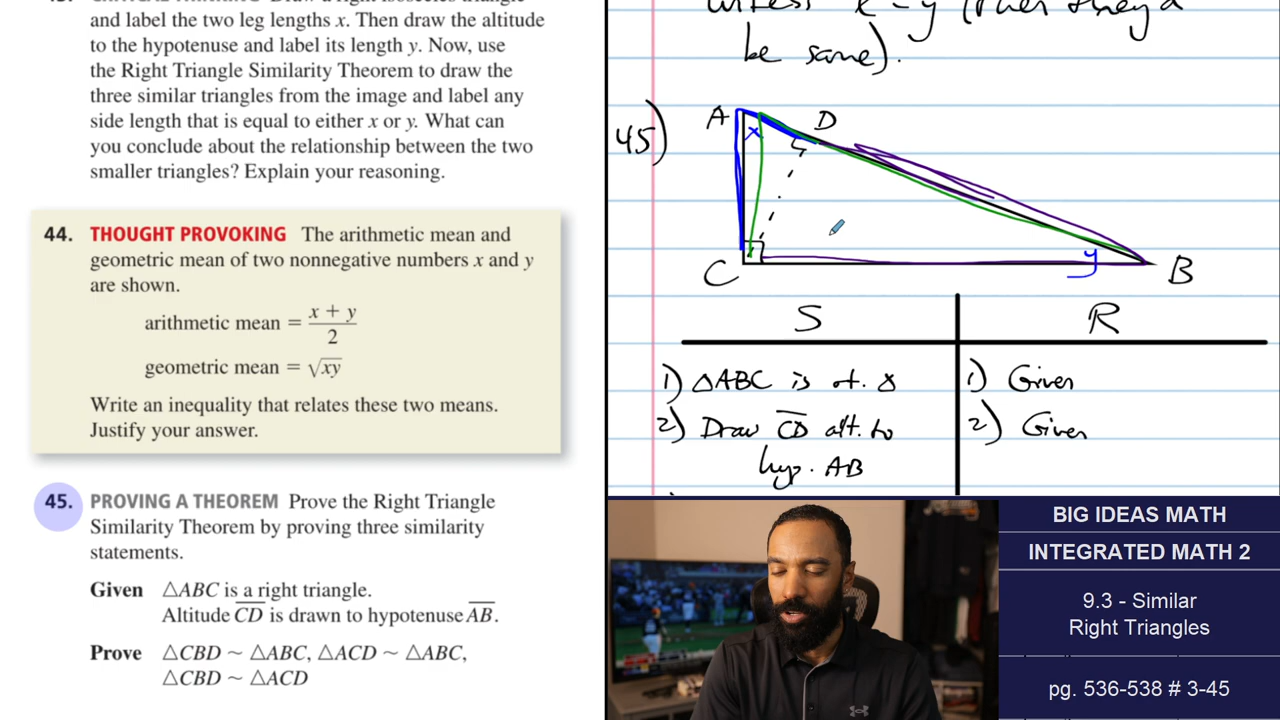 and label the two leg lengths x. Then draw the altitude
to the hypotenuse and label its length y. Now, use
the Right Triangle Similarity Theorem to draw the
three similar triangles from the image and label any
side length that is equal to either x or y. What can
you conclude about the relationship between the two
smaller triangles? Explain your reasoning.
44. THOUGHT PROVOKING The arithmetic mean and
geometric mean of two nonnegative numbers x and y
are shown.
arithmetic mean = x + y / 2
geometric mean = √xy
Write an inequality that relates these two means.
Justify your answer.
45. PROVING A THEOREM Prove the Right Triangle
Similarity Theorem by proving three similarity
statements.
Given △ABC is a right triangle.
Altitude CD is drawn to hypotenuse AB.
Prove △CBD ~ △ABC, △ACD ~ △ABC,
△CBD ~ △ACD
x = y (then they'd
be same).
45)
A
D
x
y
C
B
S
R
1) △ABC is rt. △
1) Given
2) Draw CD alt. to
2) Given
hyp. AB
BIG IDEAS MATH
INTEGRATED MATH 2
9.3 - Similar
Right Triangles
pg. 536-538 # 3-45